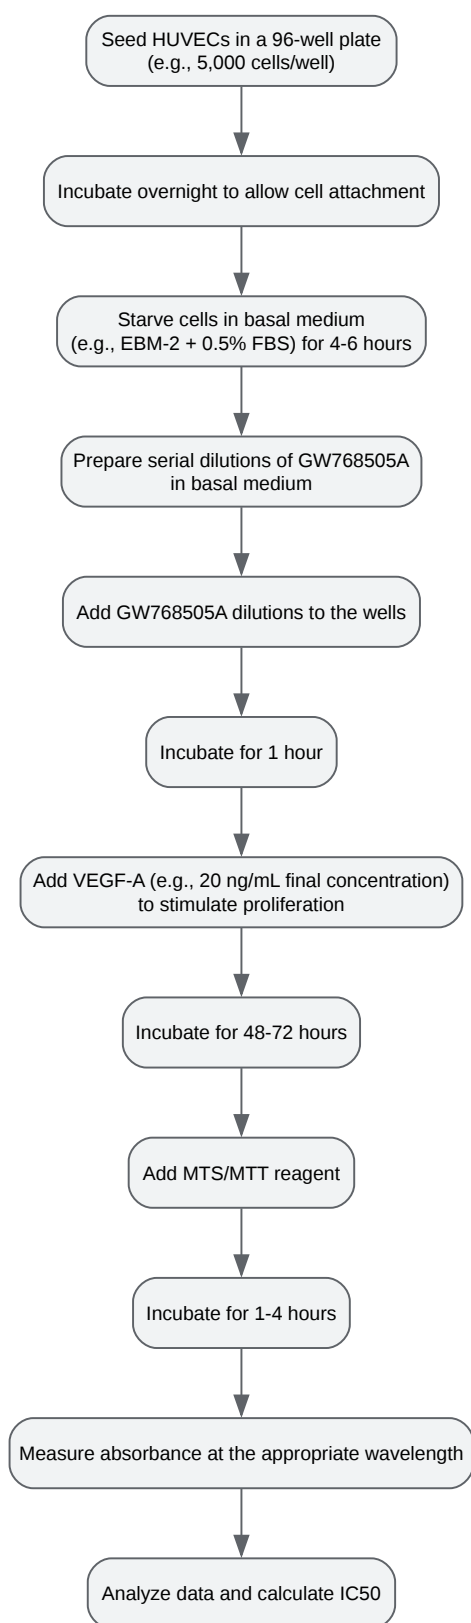 Seed HUVECs in a 96-well plate
(e.g., 5,000 cells/well)
Incubate overnight to allow cell attachment
Starve cells in basal medium
(e.g., EBM-2 + 0.5% FBS) for 4-6 hours
Prepare serial dilutions of GW768505A
in basal medium
Add GW768505A dilutions to the wells
Incubate for 1 hour
Add VEGF-A (e.g., 20 ng/mL final concentration)
to stimulate proliferation
Incubate for 48-72 hours
Add MTS/MTT reagent
Incubate for 1-4 hours
Measure absorbance at the appropriate wavelength
Analyze data and calculate IC50